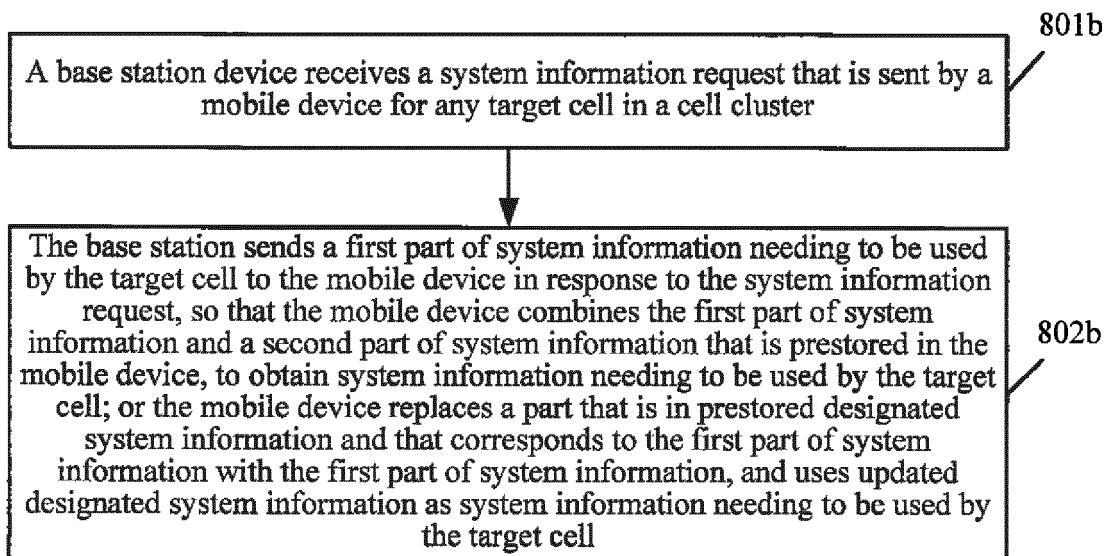 801b
A base station device receives a system information request that is sent by a
mobile device for any target cell in a cell cluster
The base station sends a first part of system information needing to be used
by the target cell to the mobile device in response to the system information
request, so that the mobile device combines the first part of system
information and a second part of system information that is prestored in the
mobile device, to obtain system information needing to be used by the target
cell; or the mobile device replaces a part that is in prestored designated
system information and that corresponds to the first part of system
information with the first part of system information, and uses updated
designated system information as system information needing to be used by
the target cell
802b